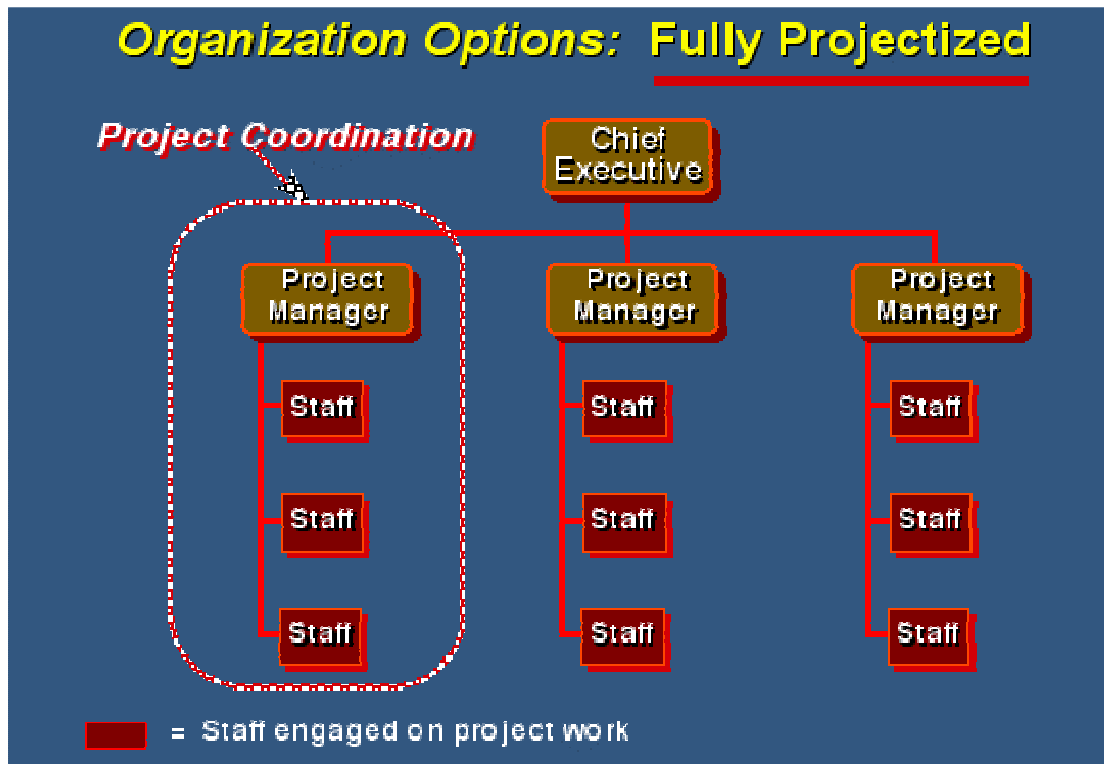 Organization Options: Fully Projectized
Project Coordination
Chief
Executive
Project
Manager
Project
Manager
Project
Manager
Staff
Staff
Staff
Staff
Staff
Staff
Staff
Staff
Staff
= Staff engaged on project work